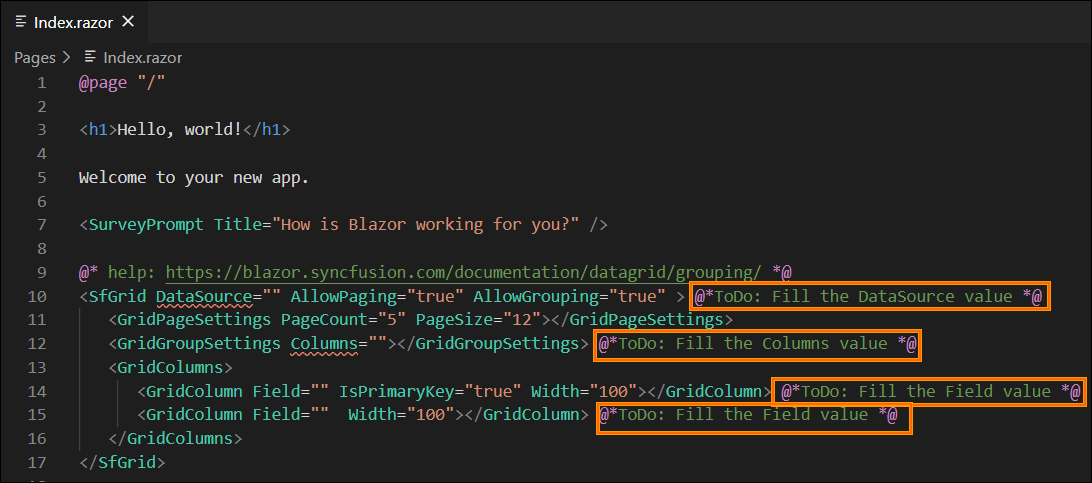 Index.razor
Pages > Index.razor
1 @page "/"
2
3 <h1>Hello, world!</h1>
4
5 Welcome to your new app.
6
7 <SurveyPrompt Title="How is Blazor working for you?" />
8
9 @* help: https://blazor.syncfusion.com/documentation/datagrid/grouping/ *@
10 <SfGrid DataSource="" AllowPaging="true" AllowGrouping="true" > @*ToDo: Fill the DataSource value *@
11 <GridPageSettings PageCount="5" PageSize="12"></GridPageSettings>
12 <GridGroupSettings Columns=""></GridGroupSettings> @*ToDo: Fill the Columns value *@
13 <GridColumns>
14 <GridColumn Field="" IsPrimaryKey="true" Width="100"></GridColumn> @*ToDo: Fill the Field value *@
15 <GridColumn Field=""  Width="100"></GridColumn> @*ToDo: Fill the Field value *@
16 </GridColumns>
17 </SfGrid>